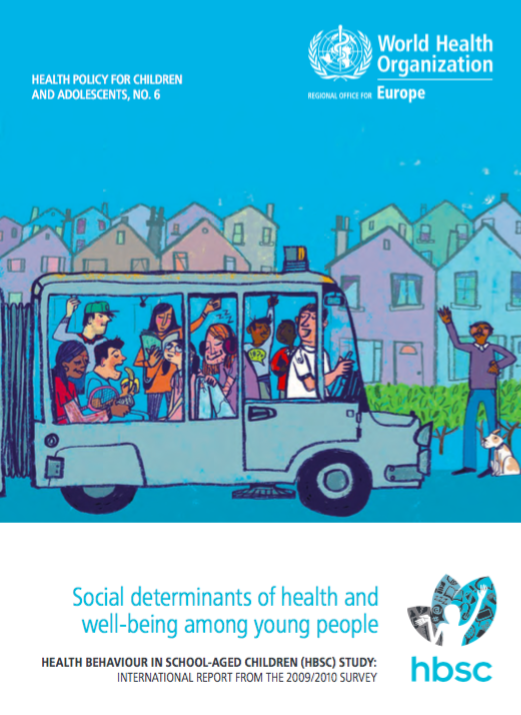 World Health
Organization
REGIONAL OFFICE FOR Europe
HEALTH POLICY FOR CHILDREN
AND ADOLESCENTS, NO. 6
zzz
Social determinants of health and
well-being among young people
HEALTH BEHAVIOUR IN SCHOOL-AGED CHILDREN (HBSC) STUDY:
INTERNATIONAL REPORT FROM THE 2009/2010 SURVEY
hbsc